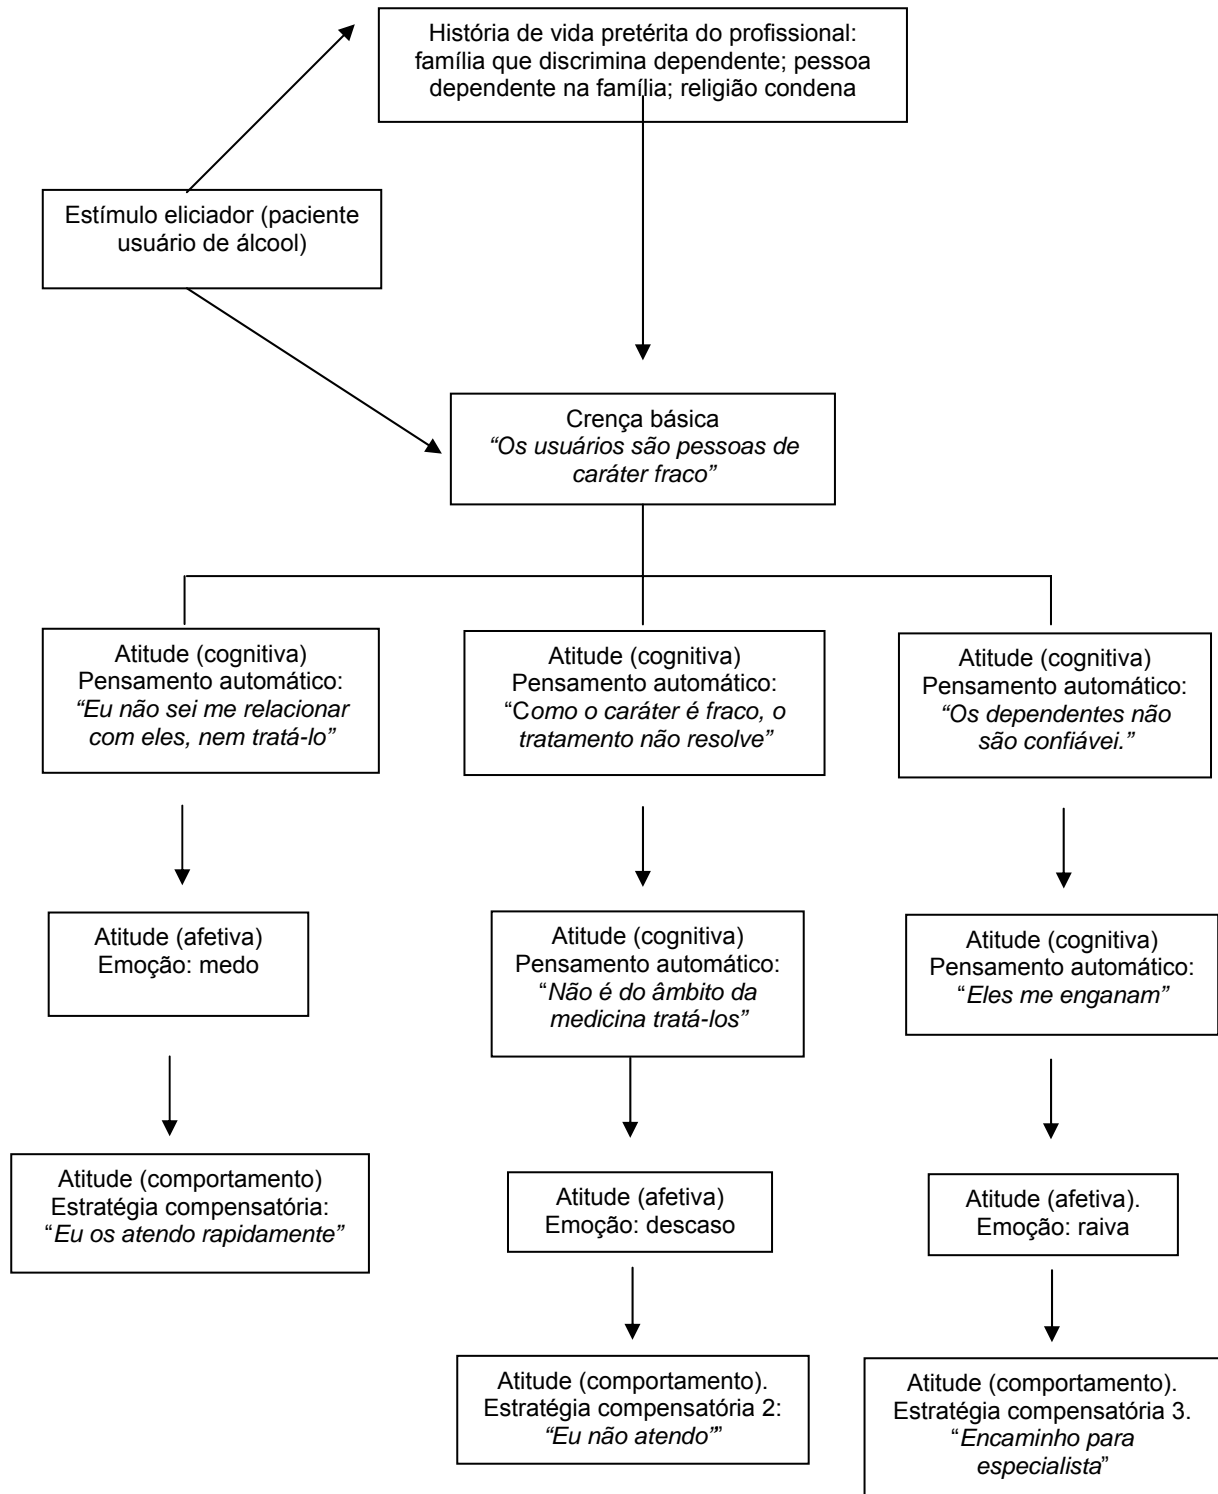 História de vida pretérita do profissional:
família que discrimina dependente; pessoa
dependente na família; religião condena
Estímulo eliciador (paciente
usuário de álcool)
Crença básica
“Os usuários são pessoas de
caráter fraco”
Atitude (cognitiva)
Pensamento automático:
“Eu não sei me relacionar
com eles, nem tratá-lo”
Atitude (cognitiva)
Pensamento automático:
“Como o caráter é fraco, o
tratamento não resolve”
Atitude (cognitiva)
Pensamento automático:
“Os dependentes não
são confiávei.”
Atitude (afetiva)
Emoção: medo
Atitude (cognitiva)
Pensamento automático:
“Não é do âmbito da
medicina tratá-los”
Atitude (cognitiva)
Pensamento automático:
“Eles me enganam”
Atitude (comportamento)
Estratégia compensatória:
“Eu os atendo rapidamente”
Atitude (afetiva)
Emoção: descaso
Atitude (afetiva).
Emoção: raiva
Atitude (comportamento).
Estratégia compensatória 2:
“Eu não atendo””
Atitude (comportamento).
Estratégia compensatória 3.
“Encaminho para
especialista”